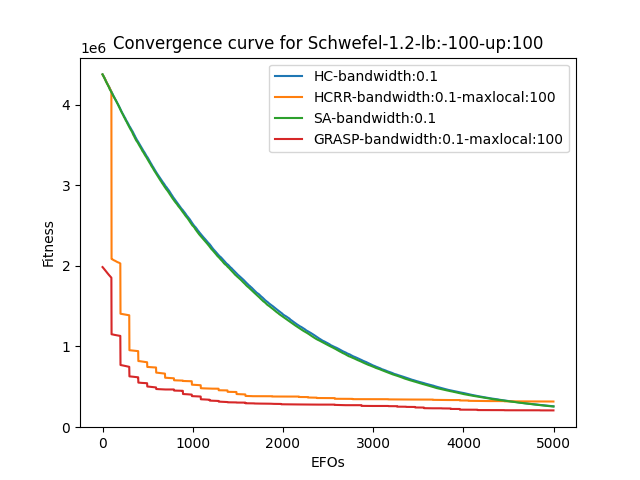 Convergence curve for Schwefel-1.2-lb:-100-up:100
1e6
HC-bandwidth:0.1
HCRR-bandwidth:0.1-maxlocal:100
SA-bandwidth:0.1
GRASP-bandwidth:0.1-maxlocal:100
Fitness
4
3
2
1
0
0 1000 2000 3000 4000 5000
EFOs